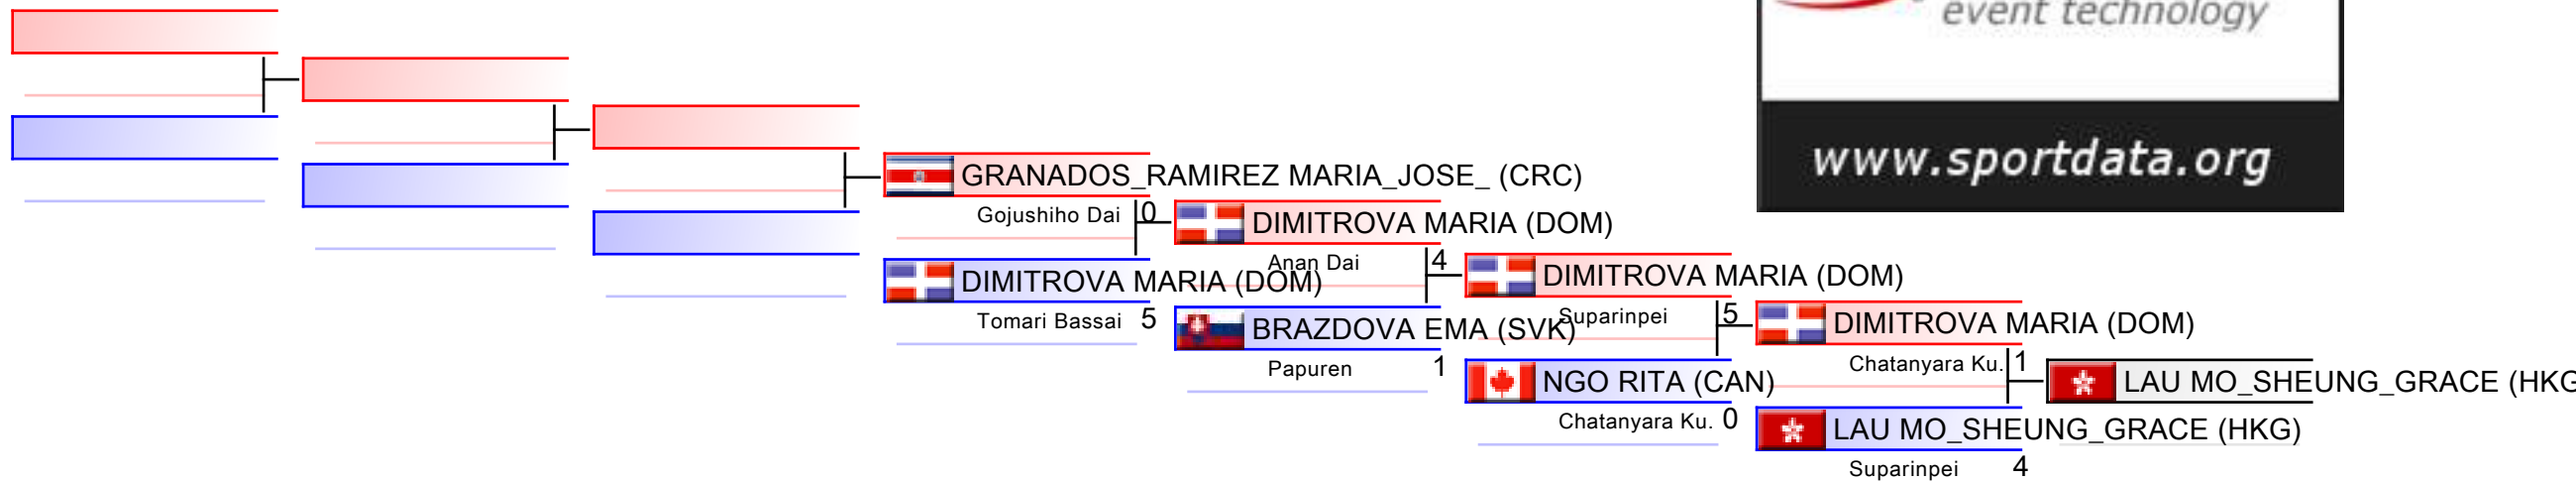 event technology
www.sportdata.org
GRANADOS_RAMIREZ MARIA_JOSE_ (CRC)
Gojushiho Dai 0
DIMITROVA MARIA (DOM)
Anan Dai 4
DIMITROVA MARIA (DOM)
DIMITROVA MARIA (DOM)
Tomari Bassai 5
BRAZDOVA EMA (SVK)
Papuren 1
Suparinpei 5
DIMITROVA MARIA (DOM)
Chatanyara Ku. 1
NGO RITA (CAN)
Chatanyara Ku. 0
LAU MO_SHEUNG_GRACE (HKG
LAU MO_SHEUNG_GRACE (HKG)
Suparinpei 4